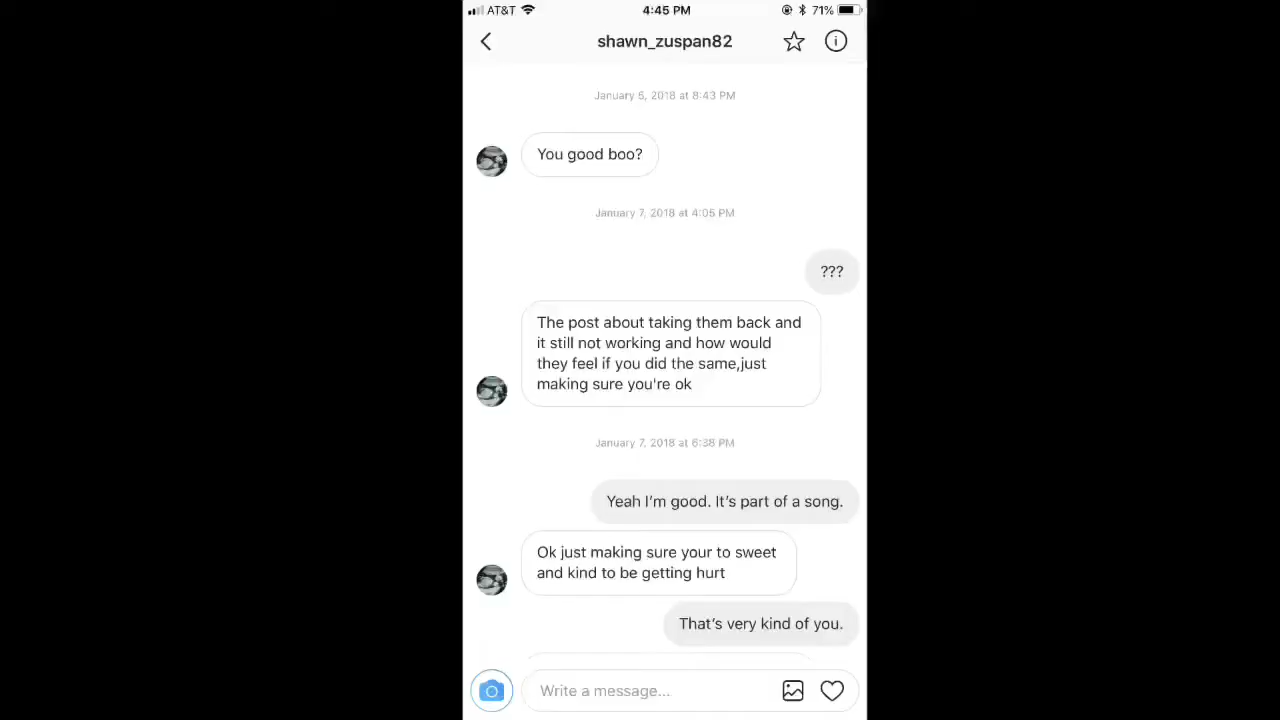 AT&T 4:45 PM 71%
shawn_zuspan82
January 6, 2018 at 8:43 PM
You good boo?
January 7, 2018 at 4:05 PM
???
The post about taking them back and
it still not working and how would
they feel if you did the same,just
making sure you're ok
January 7, 2018 at 6:38 PM
Yeah I’m good. It’s part of a song.
Ok just making sure your to sweet
and kind to be getting hurt
That’s very kind of you.
Write a message...